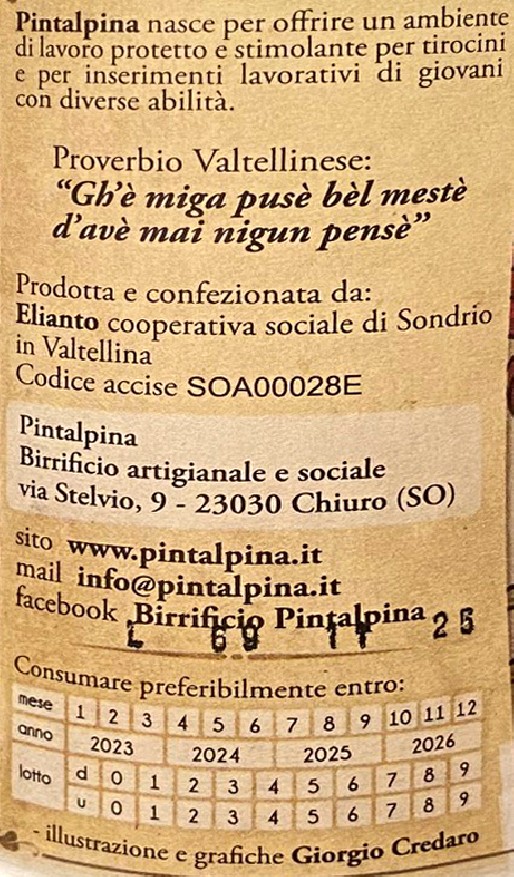 Pintalpina nasce per offrire un ambiente
di lavoro protetto e stimolante per tirocini
e per inserimenti lavorativi di giovani
con diverse abilità.
Proverbio Valtellinese:
“Gh’è miga pusè bèl mestè
d’avè mai nigun pensè”
Prodotta e confezionata da:
Elianto cooperativa sociale di Sondrio
in Valtellina
Codice accise SOA00028E
Pintalpina
Birrificio artigianale e sociale
via Stelvio, 9 - 23030 Chiuro (SO)
sito www.pintalpina.it
mail info@pintalpina.it
facebook Birrificio Pintalpina
L 69 11 25
Consumare preferibilmente entro:
mese 1 2 3 4 5 6 7 8 9 10 11 12
anno 2023 2024 2025 2026
lotto d 0 1 2 3 4 5 6 7 8 9
u 0 1 2 3 4 5 6 7 8 9
- illustrazione e grafiche Giorgio Credaro